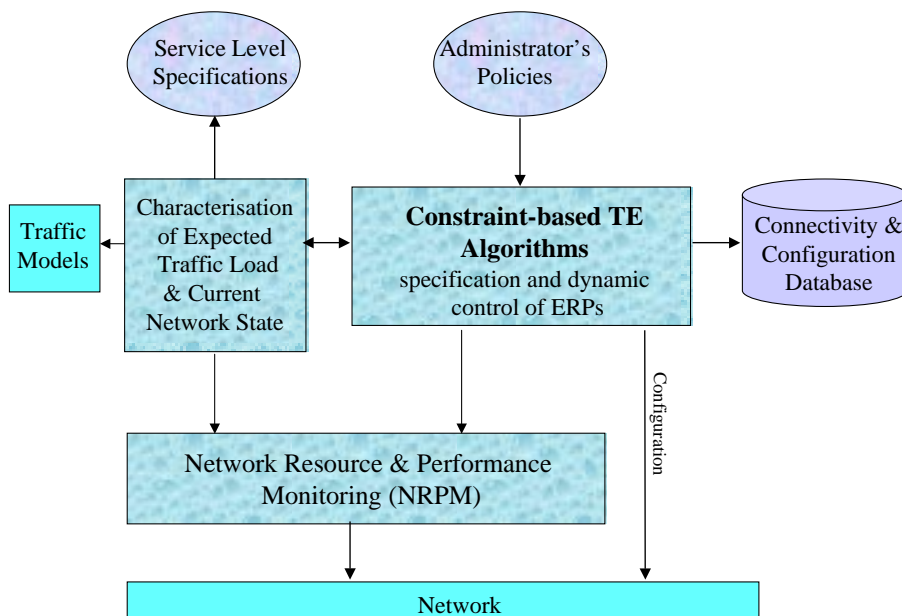 Service Level
Specifications
Administrator's
Policies
Traffic
Models
Characterisation
of Expected
Traffic Load
& Current
Network State
Constraint-based TE
Algorithms
specification and dynamic
control of ERPs
Connectivity &
Configuration
Database
Configuration
Network Resource & Performance
Monitoring (NRPM)
Network